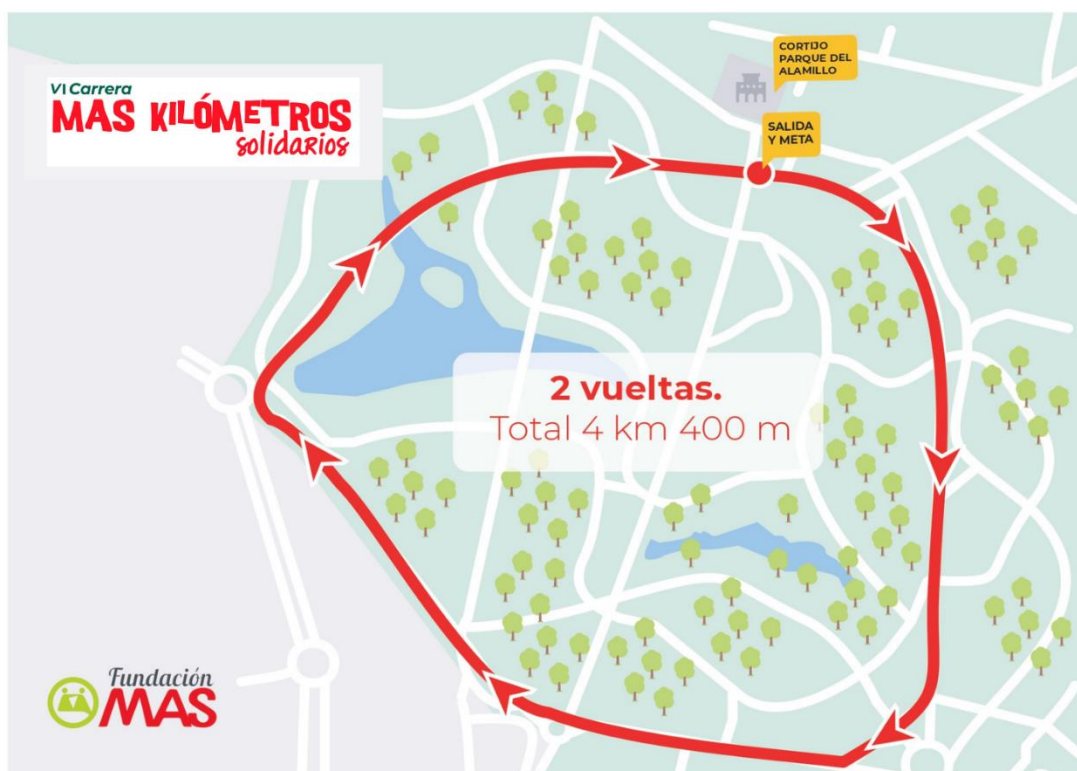 VI Carrera
MAS KILÓMETROS
solidarios
CORTIJO
PARQUE DEL
ALAMILLO
SALIDA
Y META
2 vueltas.
Total 4 km 400 m
Fundación
MAS